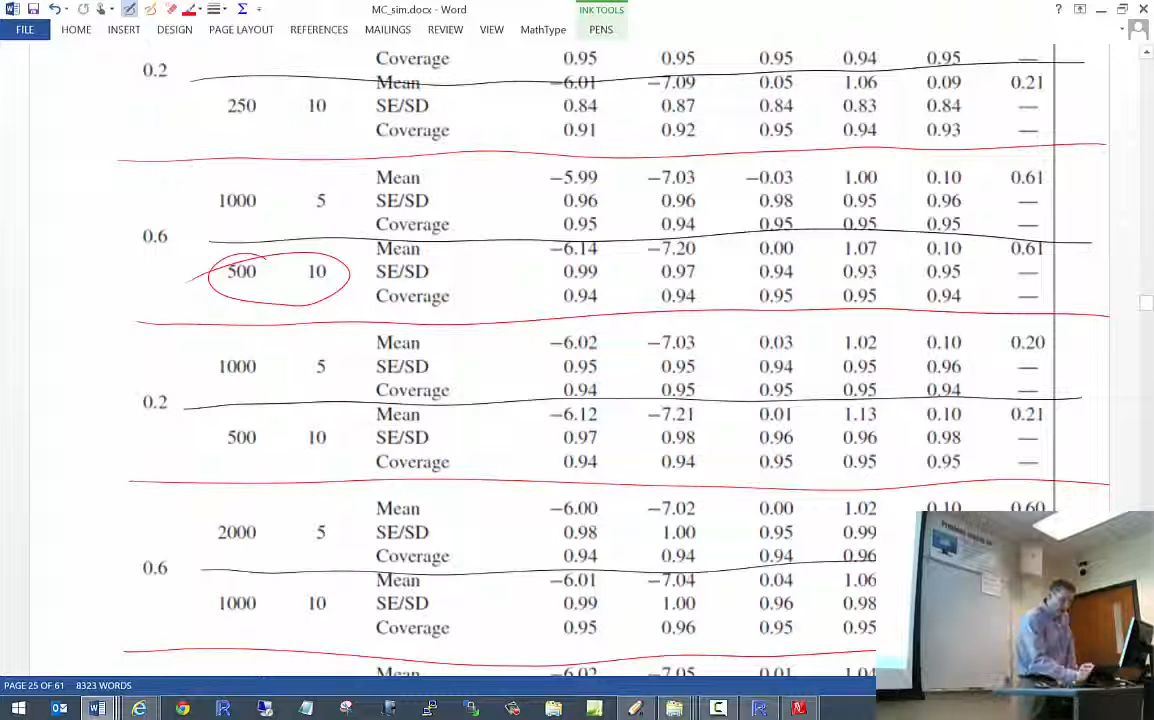 MC_sim.docx - Word
INK TOOLS
FILE HOME INSERT DESIGN PAGE LAYOUT REFERENCES MAILINGS REVIEW VIEW MathType PENS
Coverage 0.95 0.95 0.95 0.94 0.95 —
0.2
Mean −6.01 −7.09 0.05 1.06 0.09 0.21
250 10 SE/SD 0.84 0.87 0.84 0.83 0.84 —
Coverage 0.91 0.92 0.95 0.94 0.93 —
Mean −5.99 −7.03 −0.03 1.00 0.10 0.61
1000 5 SE/SD 0.96 0.96 0.98 0.95 0.96 —
Coverage 0.95 0.94 0.95 0.95 0.95 —
0.6
Mean −6.14 −7.20 0.00 1.07 0.10 0.61
500 10 SE/SD 0.99 0.97 0.94 0.93 0.95 —
Coverage 0.94 0.94 0.95 0.95 0.94 —
Mean −6.02 −7.03 0.03 1.02 0.10 0.20
1000 5 SE/SD 0.95 0.95 0.94 0.95 0.96 —
Coverage 0.94 0.95 0.95 0.95 0.94 —
0.2
Mean −6.12 −7.21 0.01 1.13 0.10 0.21
500 10 SE/SD 0.97 0.98 0.96 0.96 0.98 —
Coverage 0.94 0.94 0.95 0.95 0.95 —
Mean −6.00 −7.02 0.00 1.02 0.10 0.60
2000 5 SE/SD 0.98 1.00 0.95 0.99
Coverage 0.94 0.94 0.94 0.96
0.6
Mean −6.01 −7.04 0.04 1.06
1000 10 SE/SD 0.99 1.00 0.96 0.98
Coverage 0.95 0.96 0.95 0.95
Mean −6.02 −7.05 0.01 1.04
PAGE 25 OF 61 8323 WORDS